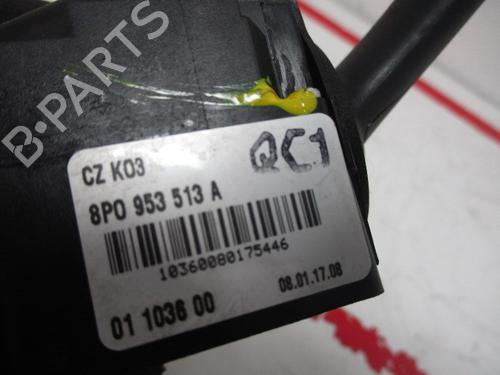 B-PARTS
CZ K03
QC1
8P0 953 513 A
10360080175446
01 1036 00
08.01.17.08